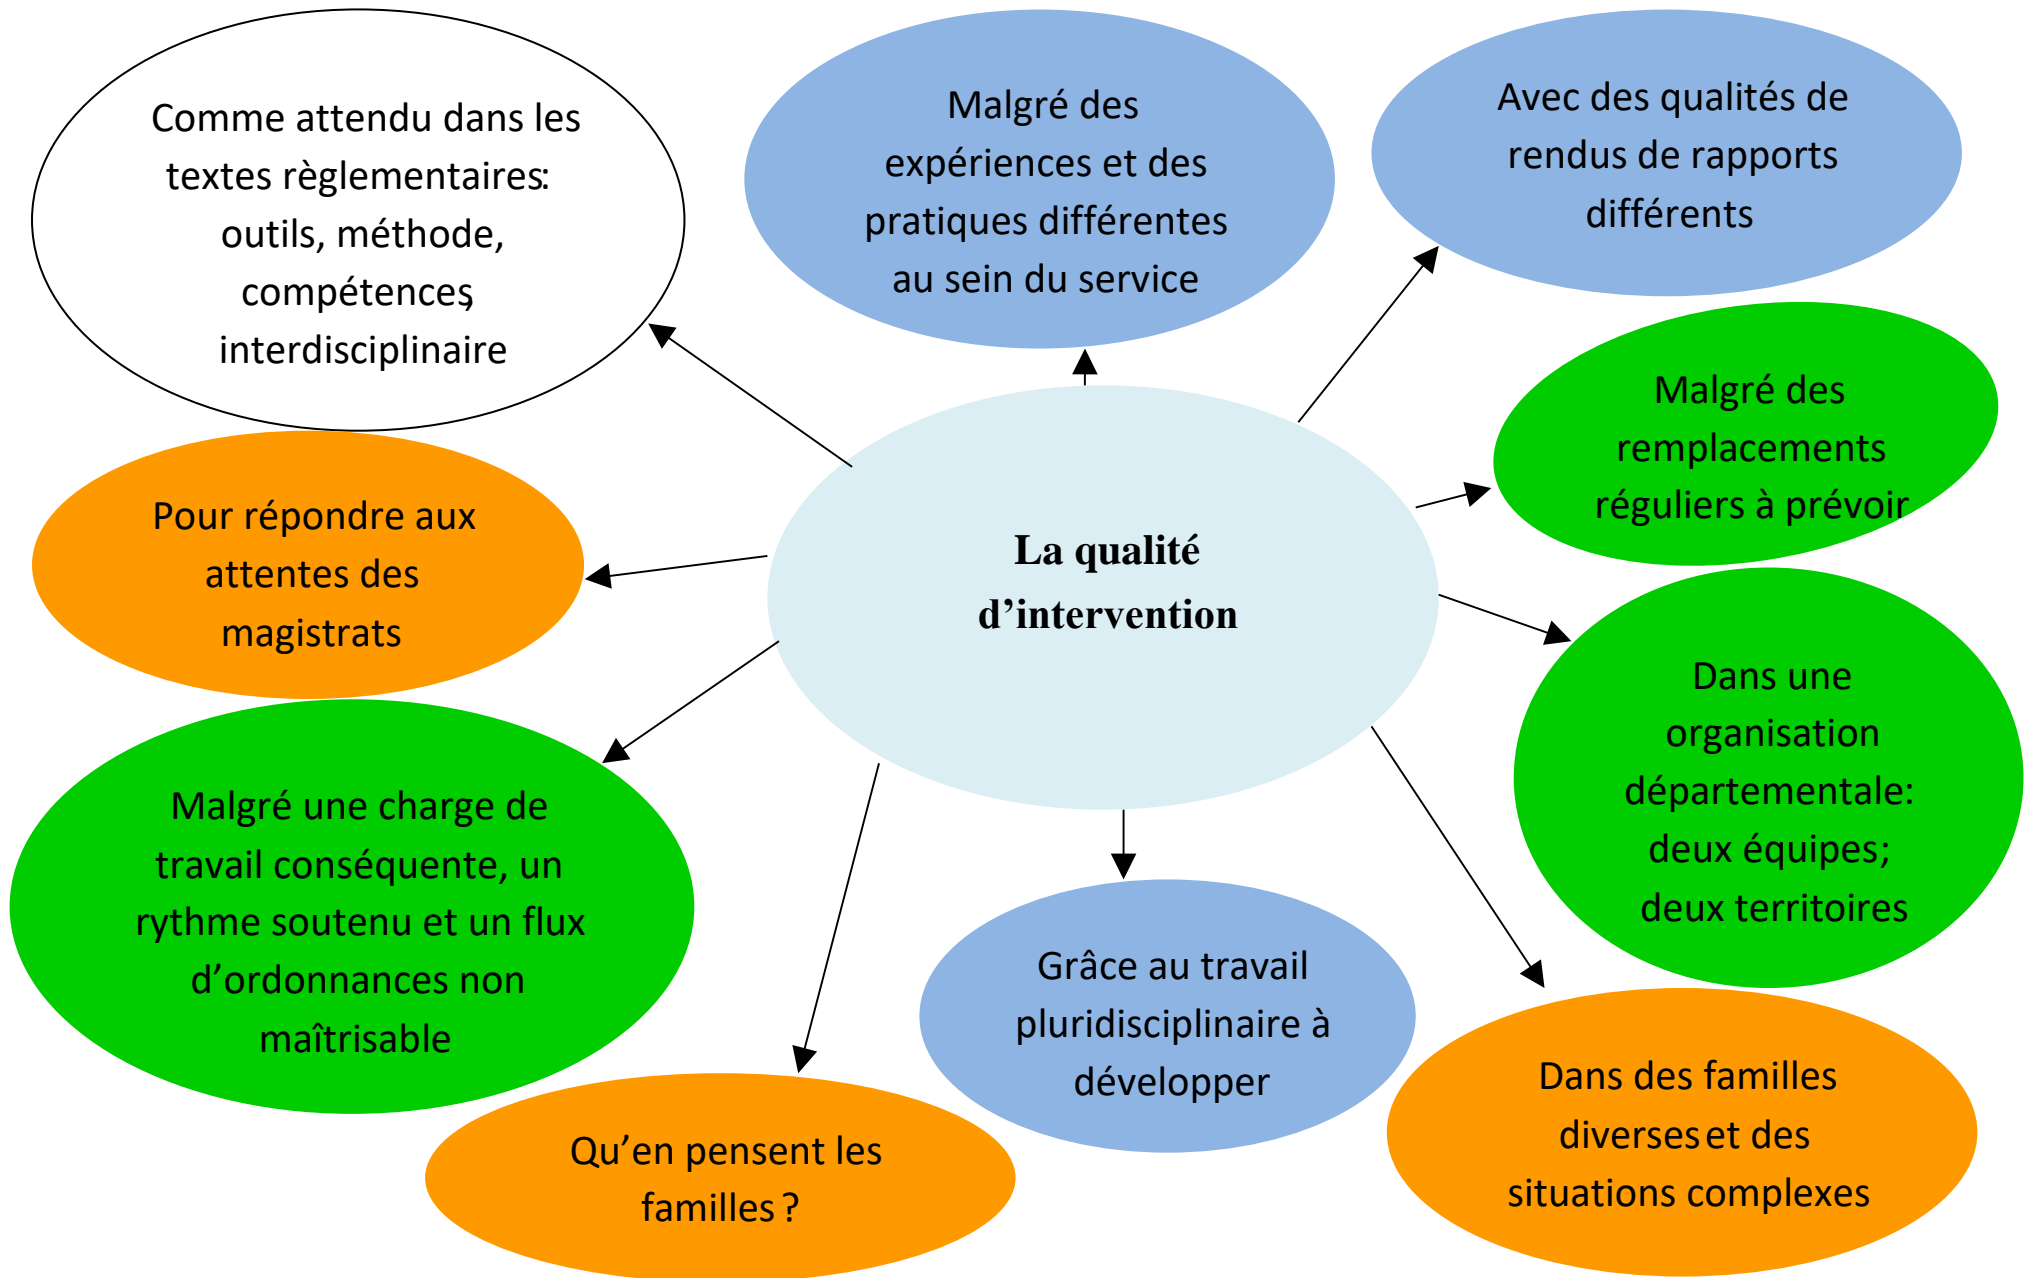 Comme attendu dans les
textes règlementaires:
outils, méthode,
compétences,
interdisciplinaire
Malgré des
expériences et des
pratiques différentes
au sein du service
Avec des qualités de
rendus de rapports
différents
Malgré des
remplacements
réguliers à prévoir
Pour répondre aux
attentes des
magistrats
La qualité
d’intervention
Dans une
organisation
départementale:
deux équipes;
deux territoires
Malgré une charge de
travail conséquente, un
rythme soutenu et un flux
d’ordonnances non
maîtrisable
Grâce au travail
pluridisciplinaire à
développer
Dans des familles
diverses et des
situations complexes
Qu’en pensent les
familles ?